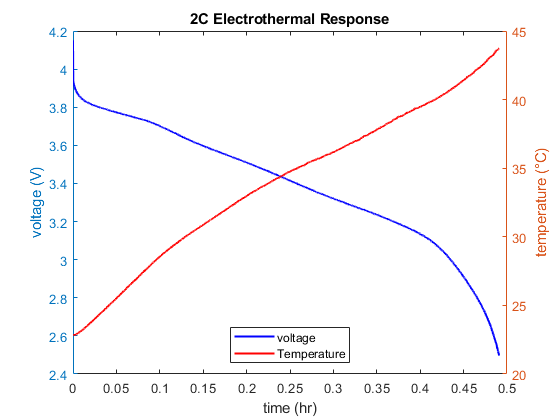 2C Electrothermal Response
4.2
4
3.8
3.6
3.4
3.2
3
2.8
2.6
2.4
voltage (V)
45
40
35
30
25
20
temperature (°C)
voltage
Temperature
0 0.05 0.1 0.15 0.2 0.25 0.3 0.35 0.4 0.45 0.5
time (hr)